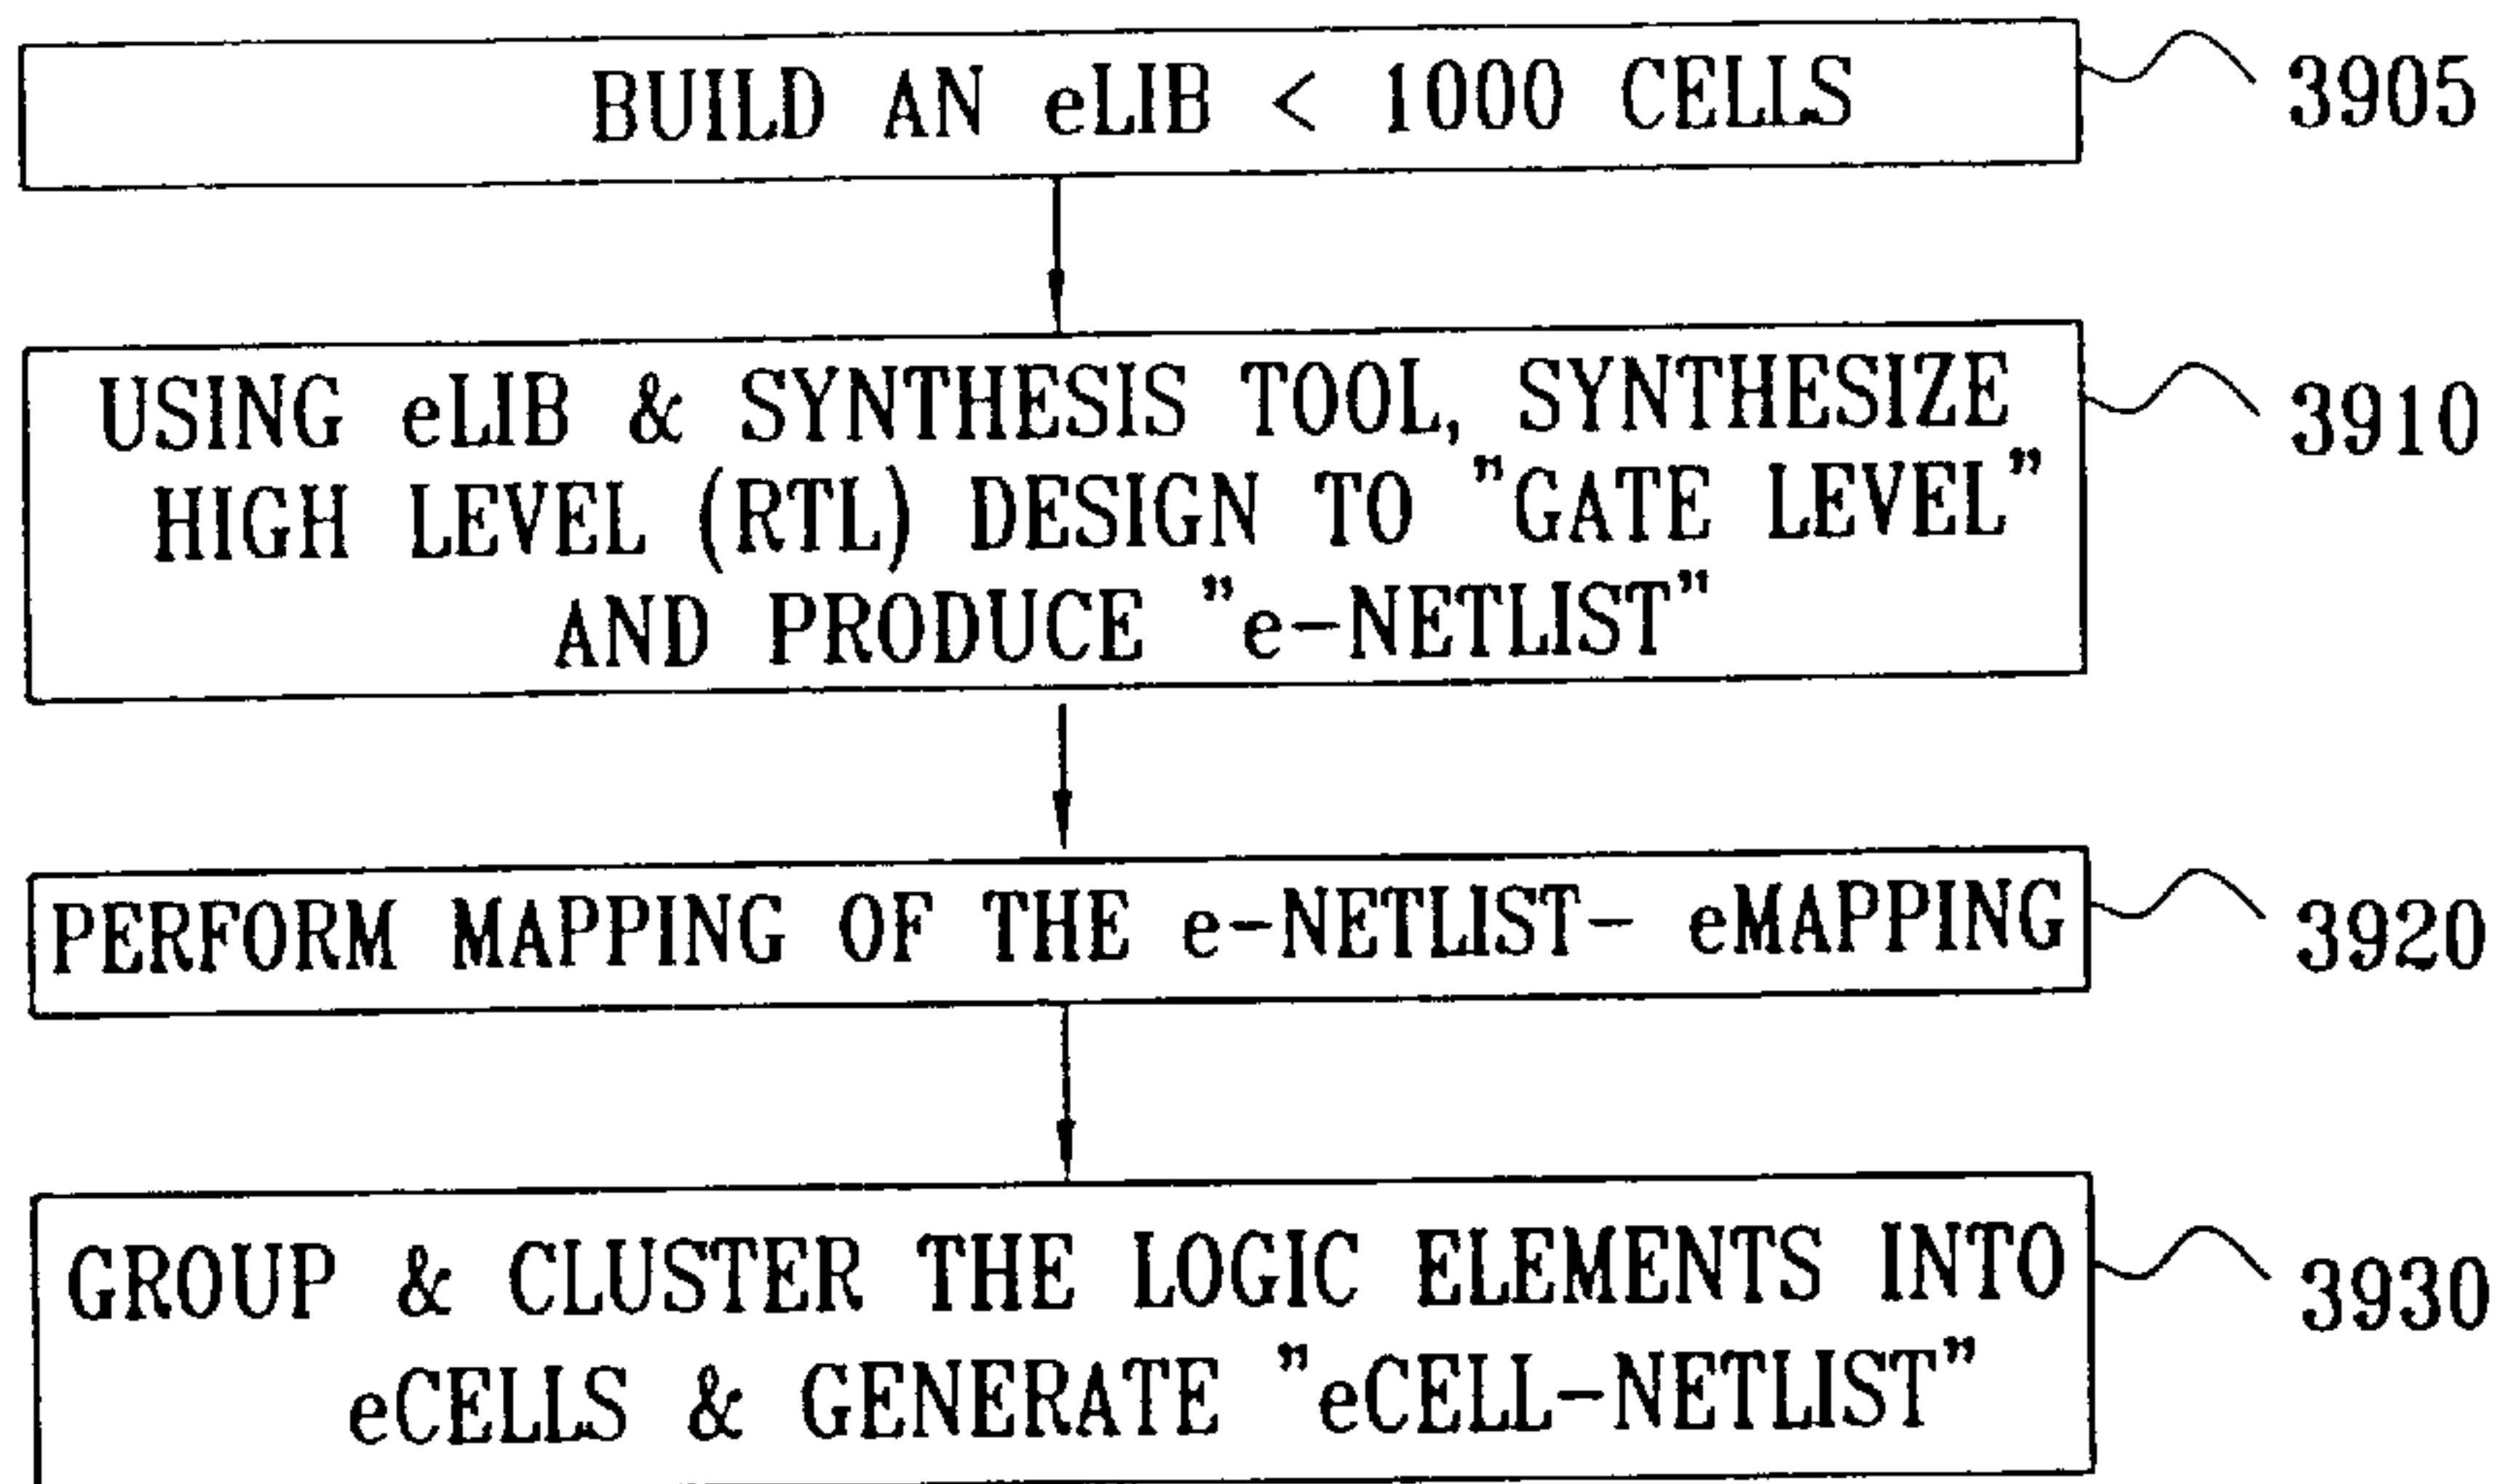 BUILD AN eLIB < 1000 CELLS
3905
USING eLIB & SYNTHESIS TOOL, SYNTHESIZE
HIGH LEVEL (RTL) DESIGN TO "GATE LEVEL"
AND PRODUCE "e-NETLIST"
3910
PERFORM MAPPING OF THE e-NETLIST- eMAPPING
3920
GROUP & CLUSTER THE LOGIC ELEMENTS INTO
eCELLS & GENERATE "eCELL-NETLIST"
3930